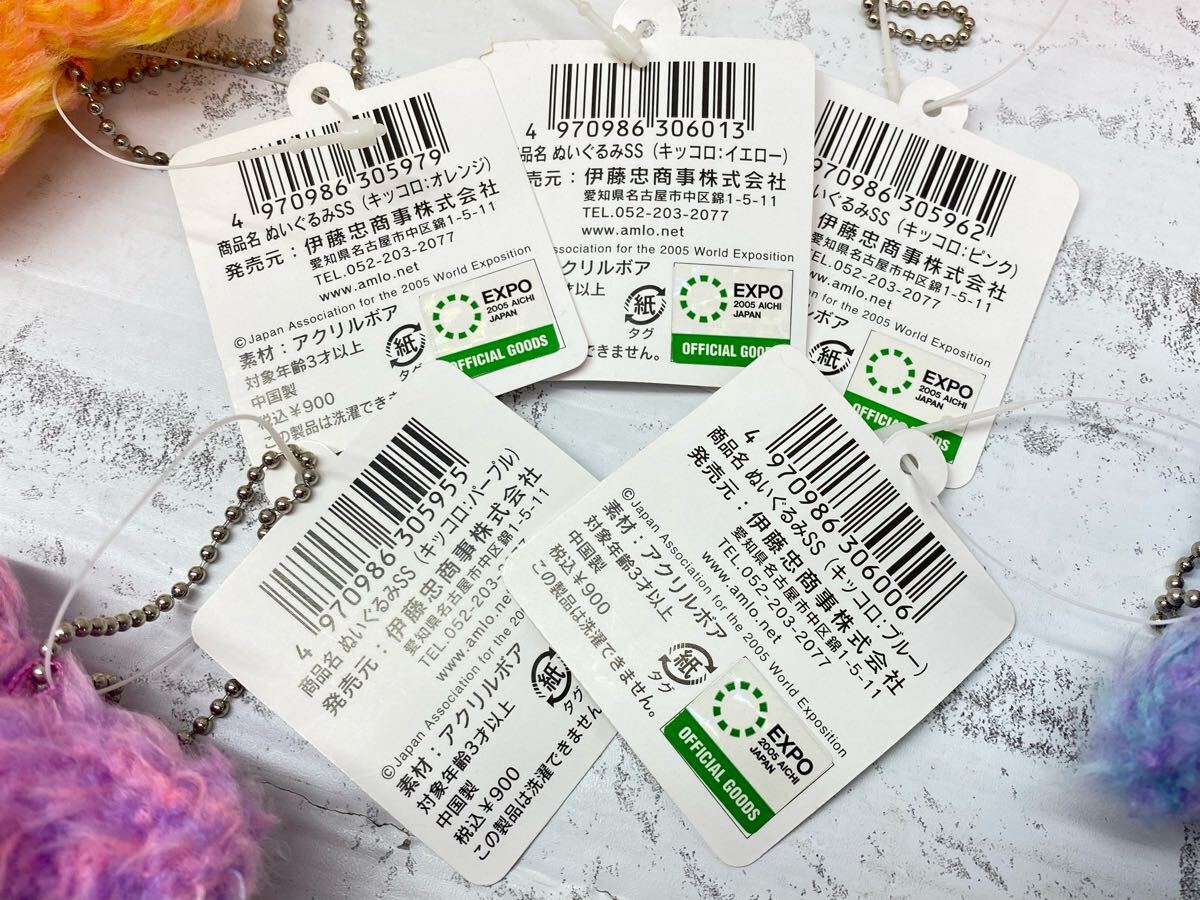 4 970986 305979
商品名 ぬいぐるみSS（キッコロ:オレンジ）
発売元：伊藤忠商事株式会社
愛知県名古屋市中区錦1-5-11
TEL.052-203-2077
www.amlo.net
©Japan Association for the 2005 World Exposition
素材：アクリルボア
対象年齢3才以上
中国製
税込¥900
この製品は洗濯できま
紙
タグ
EXPO
2005 AICHI
JAPAN
OFFICIAL GOODS
4 970986 306013
品名 ぬいぐるみSS（キッコロ:イエロー）
売元：伊藤忠商事株式会社
愛知県名古屋市中区錦1-5-11
TEL.052-203-2077
www.amlo.net
Association for the 2005 World Exposition
クリルボア
才以上
紙
タグ
できません。
EXPO
2005 AICHI
JAPAN
OFFICIAL GOO
970986 305962
いぐるみSS（キッコロ:ピンク）
伊藤忠商事株式会社
愛知県名古屋市中区錦1-5-11
TEL.052-203-2077
www.amlo.net
for the 2005 World Exposition
ボア
紙
EXPO
2005 AICHI
JAPAN
OFFICIAL GOODS
4 970986 305955
商品名 ぬいぐるみSS（キッコロ:パープル）
発売元：伊藤忠商事株式会社
愛知県名古屋市中区錦1-5-11
TEL.052-203-207
www.amlo.net
©Japan Association for the 20
素材：アクリルボア
対象年齢3才以上
中国製
税込¥900
この製品は洗濯できません
紙
タグ
4 970986 306006
商品名 ぬいぐるみSS（キッコロ:ブルー）
発売元：伊藤忠商事株式会社
愛知県名古屋市中区錦1-5-11
TEL.052-203-2077
www.amlo.net
©Japan Association for the 2005 World Exposition
素材：アクリルボア
対象年齢3才以上
中国製
税込¥900
この製品は洗濯できません。
紙
タグ
EXPO
2005 AICHI
JAPAN
OFFICIAL GOODS